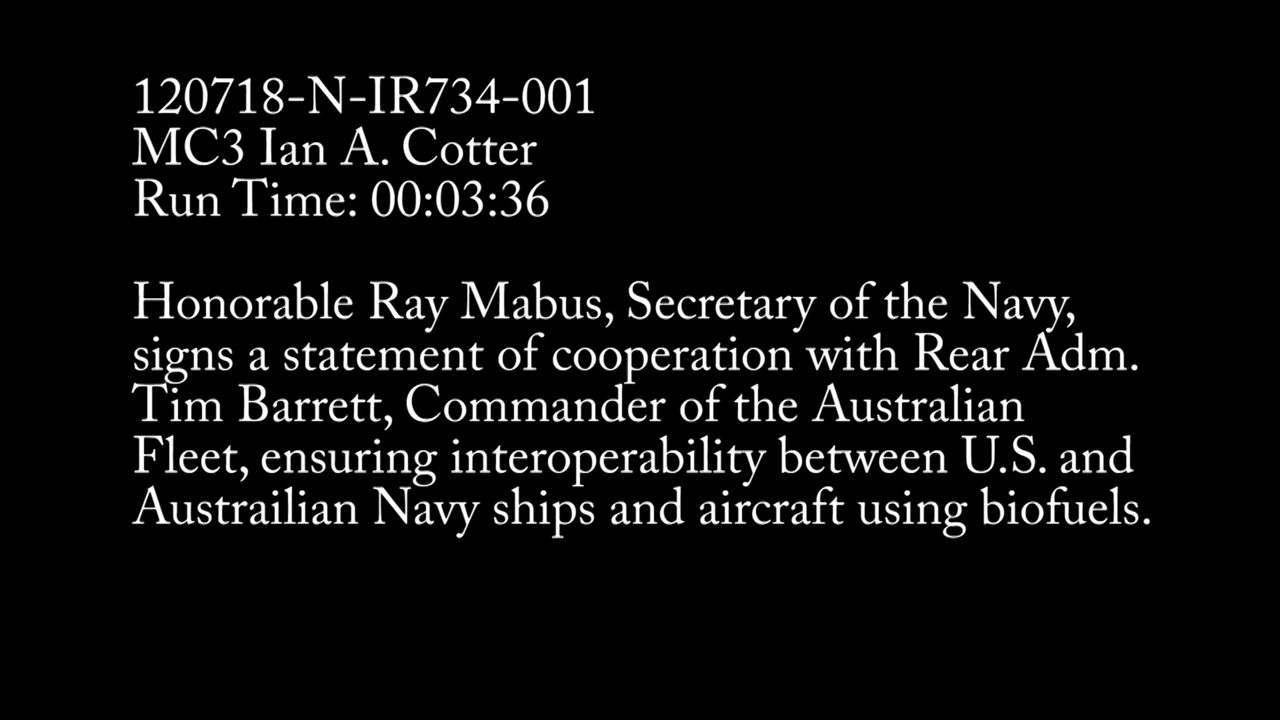 120718-N-IR734-001
MC3 Ian A. Cotter
Run Time: 00:03:36
Honorable Ray Mabus, Secretary of the Navy,
signs a statement of cooperation with Rear Adm.
Tim Barrett, Commander of the Australian
Fleet, ensuring interoperability between U.S. and
Austrailian Navy ships and aircraft using biofuels.